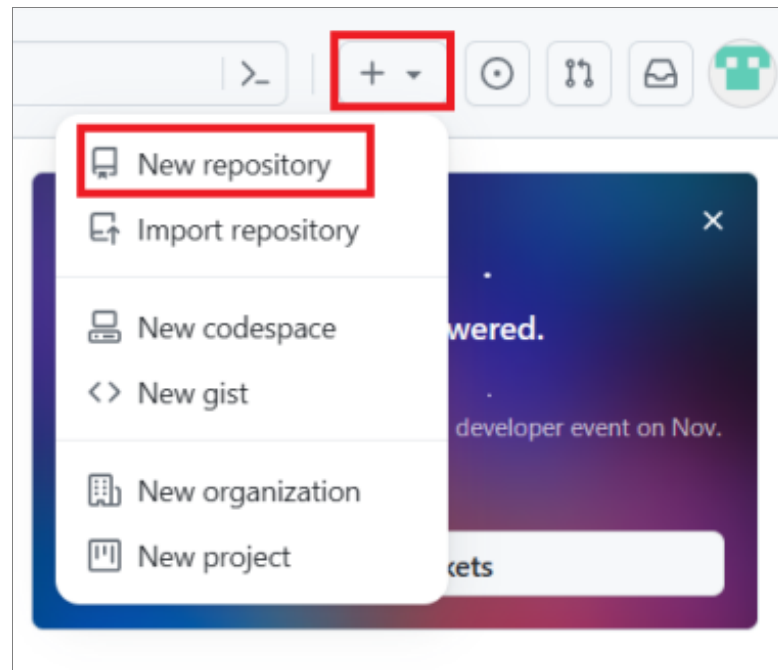 New repository
Import repository
wered.
New codespace
New gist
developer event on Nov.
New organization
New project
kets